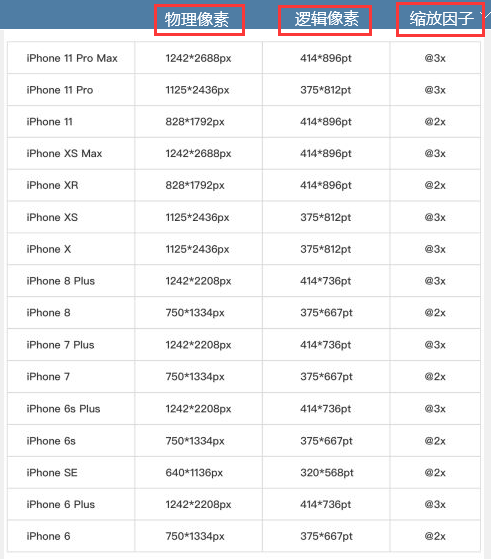 物理像素 逻辑像素 缩放因子
iPhone 11 Pro Max 1242*2688px 414*896pt @3x
iPhone 11 Pro 1125*2436px 375*812pt @3x
iPhone 11 828*1792px 414*896pt @2x
iPhone XS Max 1242*2688px 414*896pt @3x
iPhone XR 828*1792px 414*896pt @2x
iPhone XS 1125*2436px 375*812pt @3x
iPhone X 1125*2436px 375*812pt @3x
iPhone 8 Plus 1242*2208px 414*736pt @3x
iPhone 8 750*1334px 375*667pt @2x
iPhone 7 Plus 1242*2208px 414*736pt @3x
iPhone 7 750*1334px 375*667pt @2x
iPhone 6s Plus 1242*2208px 414*736pt @3x
iPhone 6s 750*1334px 375*667pt @2x
iPhone SE 640*1136px 320*568pt @2x
iPhone 6 Plus 1242*2208px 414*736pt @3x
iPhone 6 750*1334px 375*667pt @2x